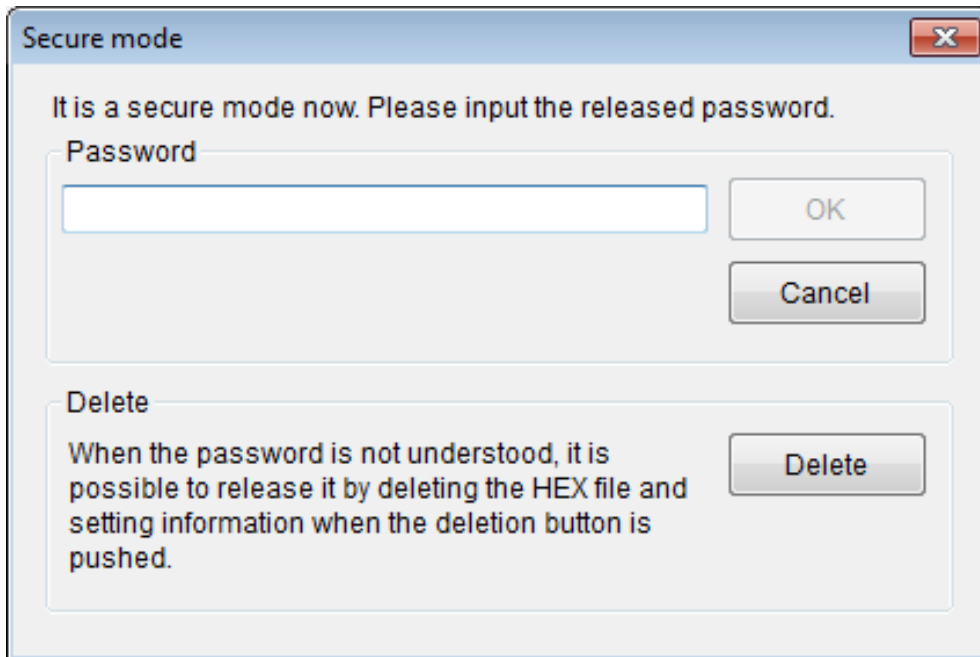 Secure mode
It is a secure mode now. Please input the released password.
Password
OK
Cancel
Delete
When the password is not understood, it is
possible to release it by deleting the HEX file and
setting information when the deletion button is
pushed.
Delete